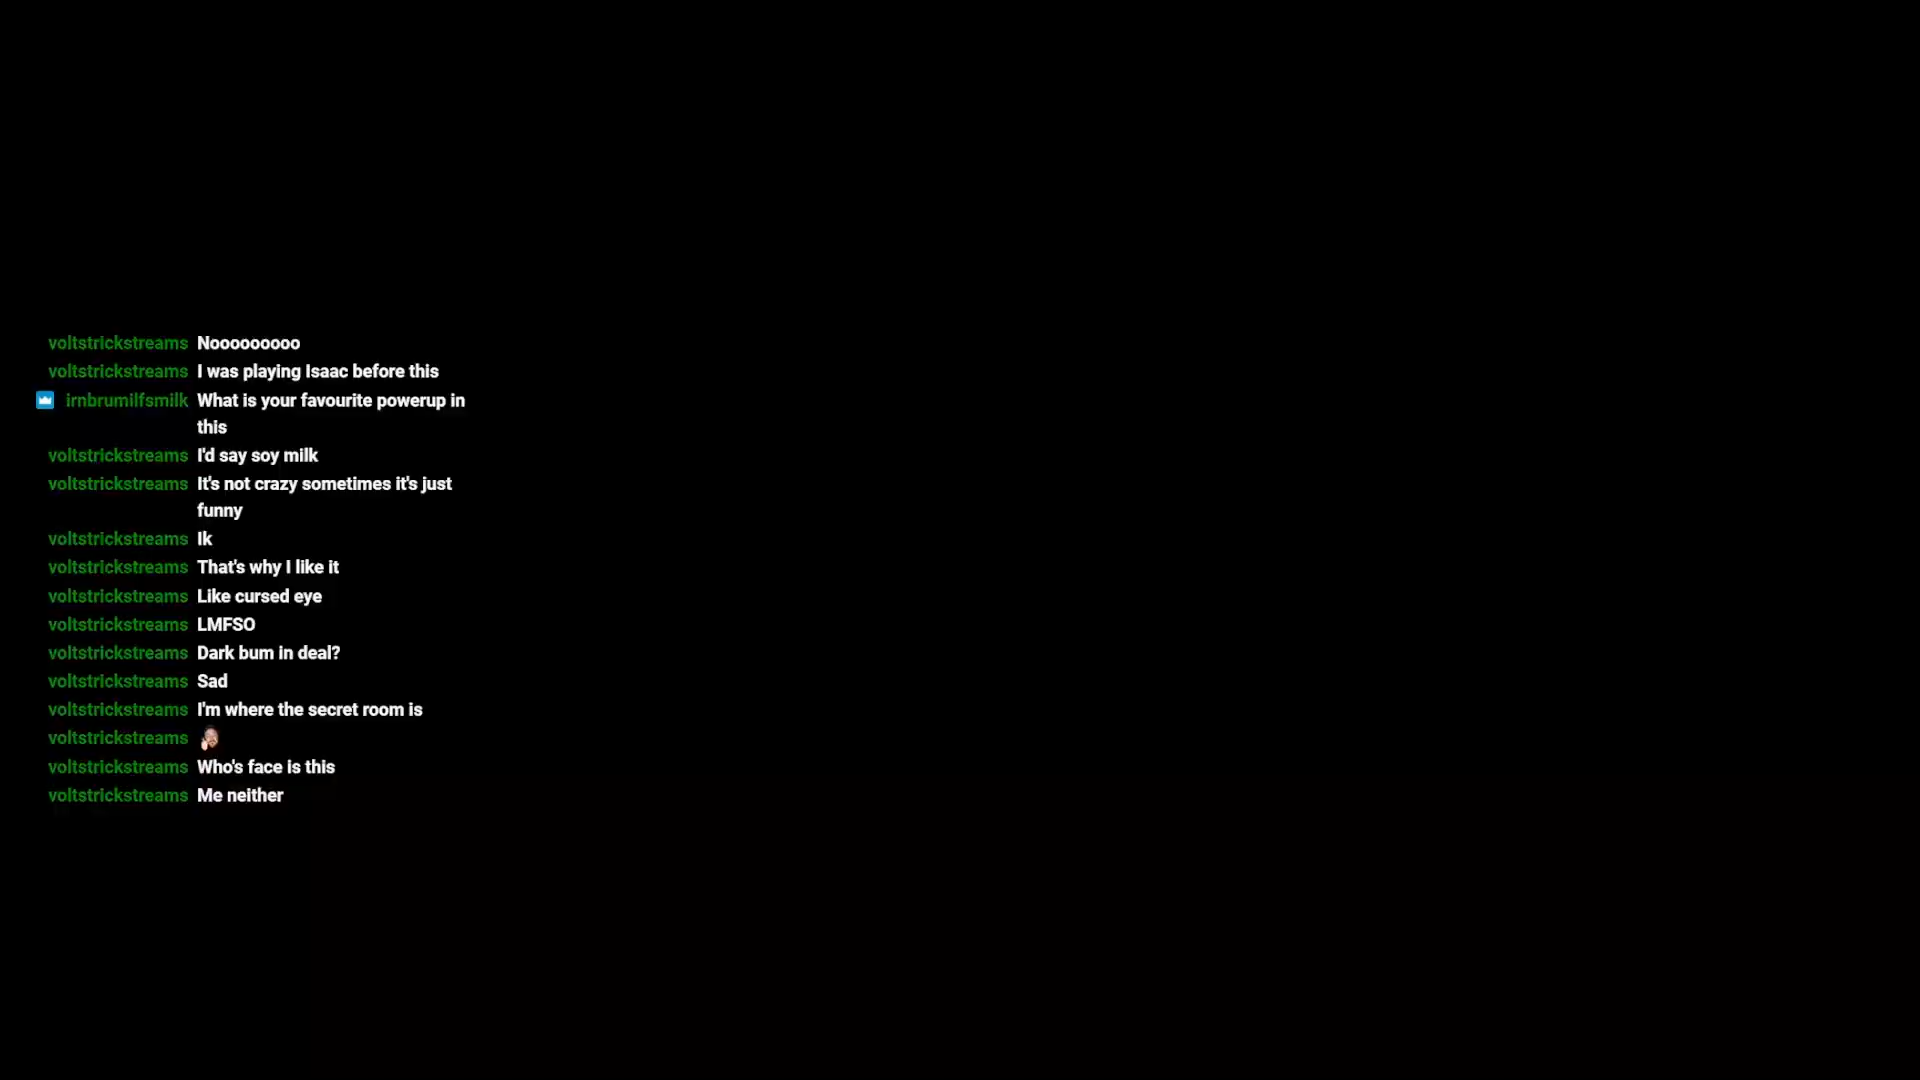 voltstrickstreams Nooooooooo
voltstrickstreams I was playing Isaac before this
irnbrumilfsmilk What is your favourite powerup in
this
voltstrickstreams I'd say soy milk
voltstrickstreams It's not crazy sometimes it's just
funny
voltstrickstreams Ik
voltstrickstreams That's why I like it
voltstrickstreams Like cursed eye
voltstrickstreams LMFSO
voltstrickstreams Dark bum in deal?
voltstrickstreams Sad
voltstrickstreams I'm where the secret room is
voltstrickstreams
voltstrickstreams Who's face is this
voltstrickstreams Me neither